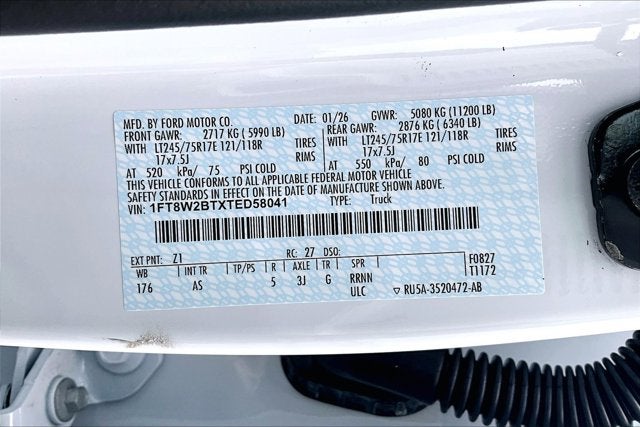 MFD. BY FORD MOTOR CO. DATE: 01/26 GVWR: 5080 KG (11200 LB)
FRONT GAWR: 2717 KG (5990 LB) REAR GAWR: 2876 KG (6340 LB)
WITH LT245/75R17E 121/118R TIRES WITH LT245/75R17E 121/118R TIRES
17x7.5J RIMS 17x7.5J RIMS
AT 520 kPa/ 75 PSI COLD AT 550 kPa/ 80 PSI COLD
THIS VEHICLE CONFORMS TO ALL APPLICABLE FEDERAL MOTOR VEHICLE
SAFETY STANDARDS IN EFFECT ON THE DATE OF MANUFACTURE SHOWN ABOVE.
VIN: 1FT8W2BTXTED58041 TYPE: Truck
EXT PNT: Z1 RC: 27 DSO: F0827
WB INT TR TP/PS R AXLE TR SPR T1172
176 AS 5 3J G RRNN
ULC ▽ RU5A-3520472-AB